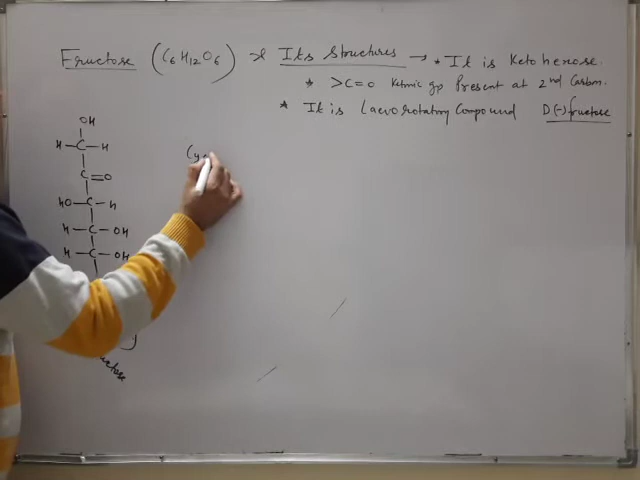 Fructose (C6H12O6) & Its Structures → * It is Ketohexose.
* >C=O Ketonic gp Present at 2nd Carbon.
* It is Laevorotatory Compound D(-)fructose
OH
H-C-H
C=O
HO-C-H
H-C-OH
H-C-OH
(y